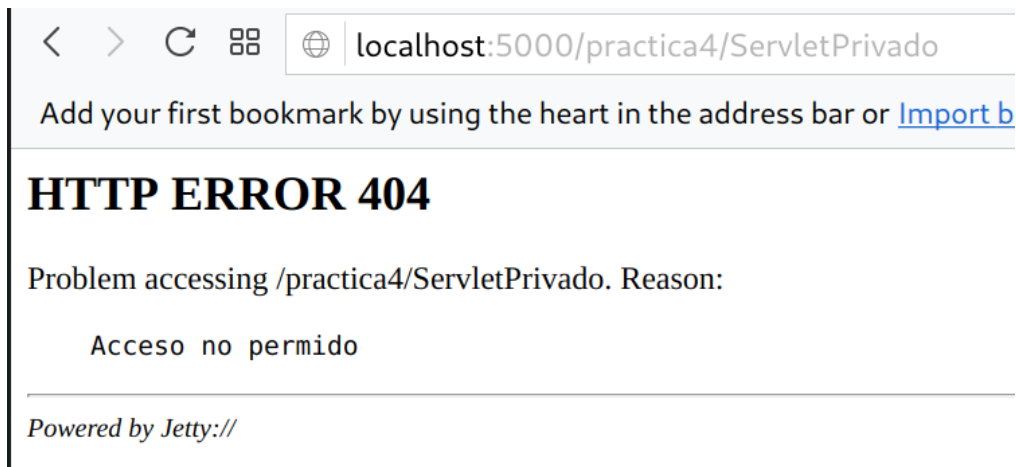 localhost:5000/practica4/ServletPrivado
Add your first bookmark by using the heart in the address bar or Import b
HTTP ERROR 404
Problem accessing /practica4/ServletPrivado. Reason:
Acceso no permido
Powered by Jetty://